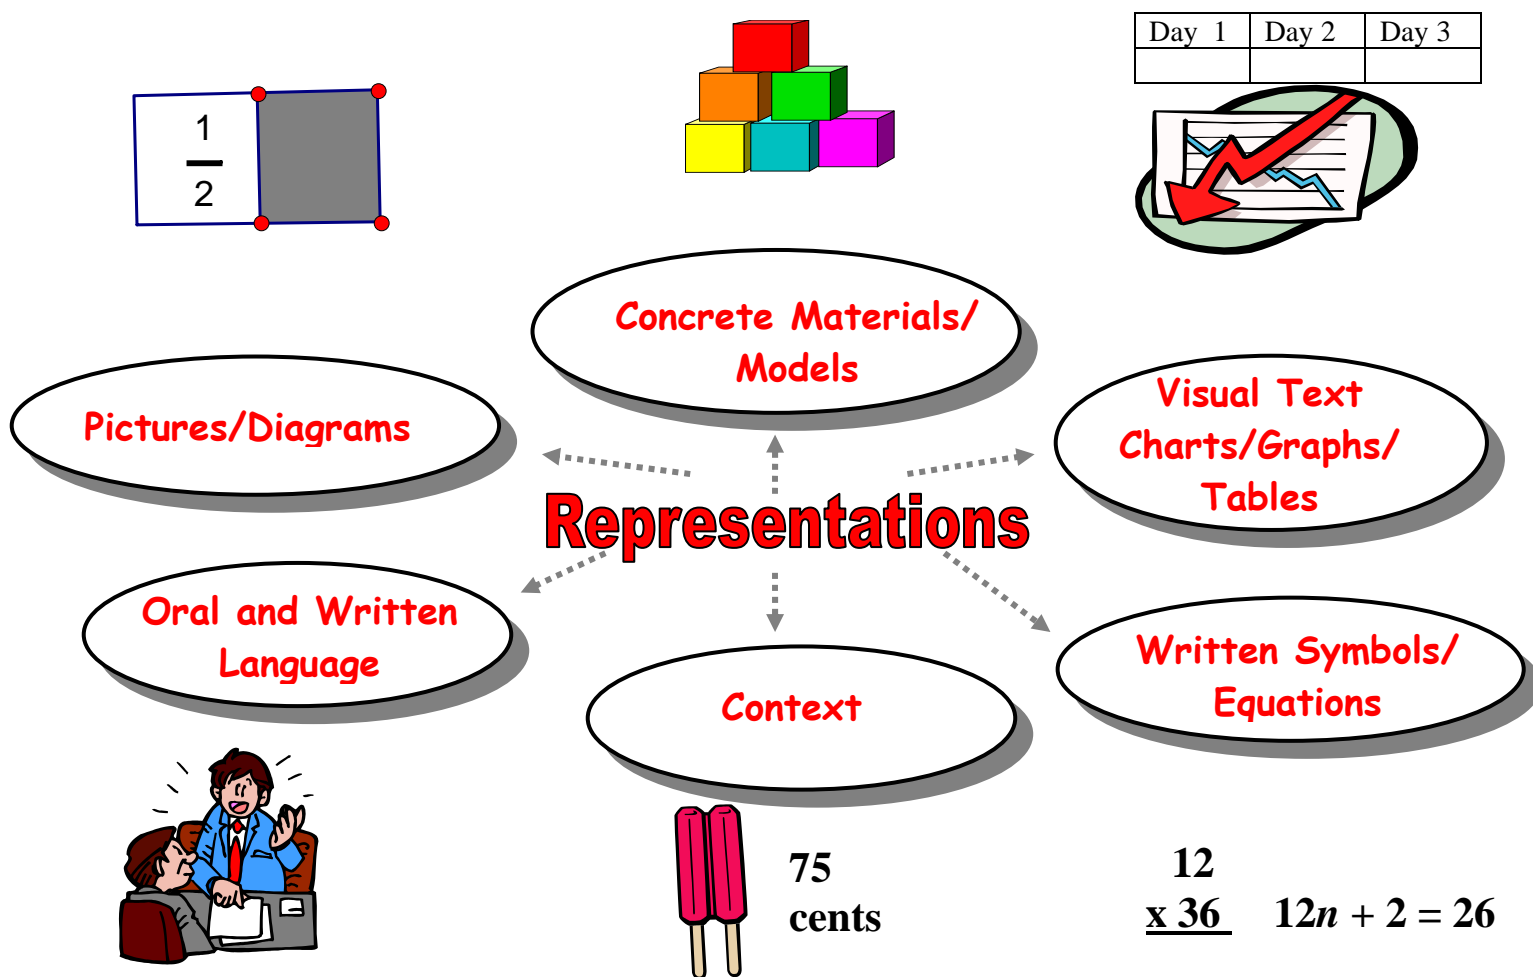 Day 1 Day 2 Day 3
1
2
Concrete Materials/
Models
Pictures/Diagrams
Visual Text
Charts/Graphs/
Tables
Representations
Oral and Written
Language
Context
Written Symbols/
Equations
75
cents
12
x 36
12n + 2 = 26